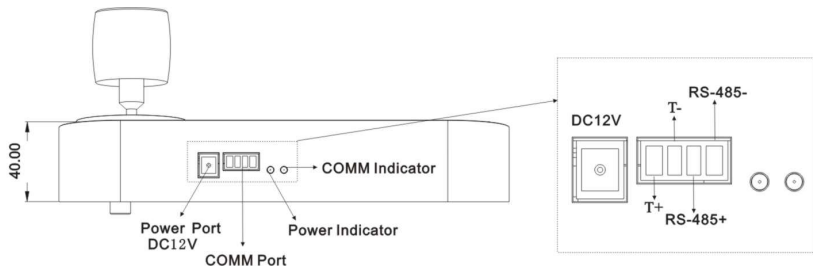 40.00
COMM Indicator
Power Port
DC12V
Power Indicator
COMM Port
RS-485-
T-
DC12V
T+
RS-485+